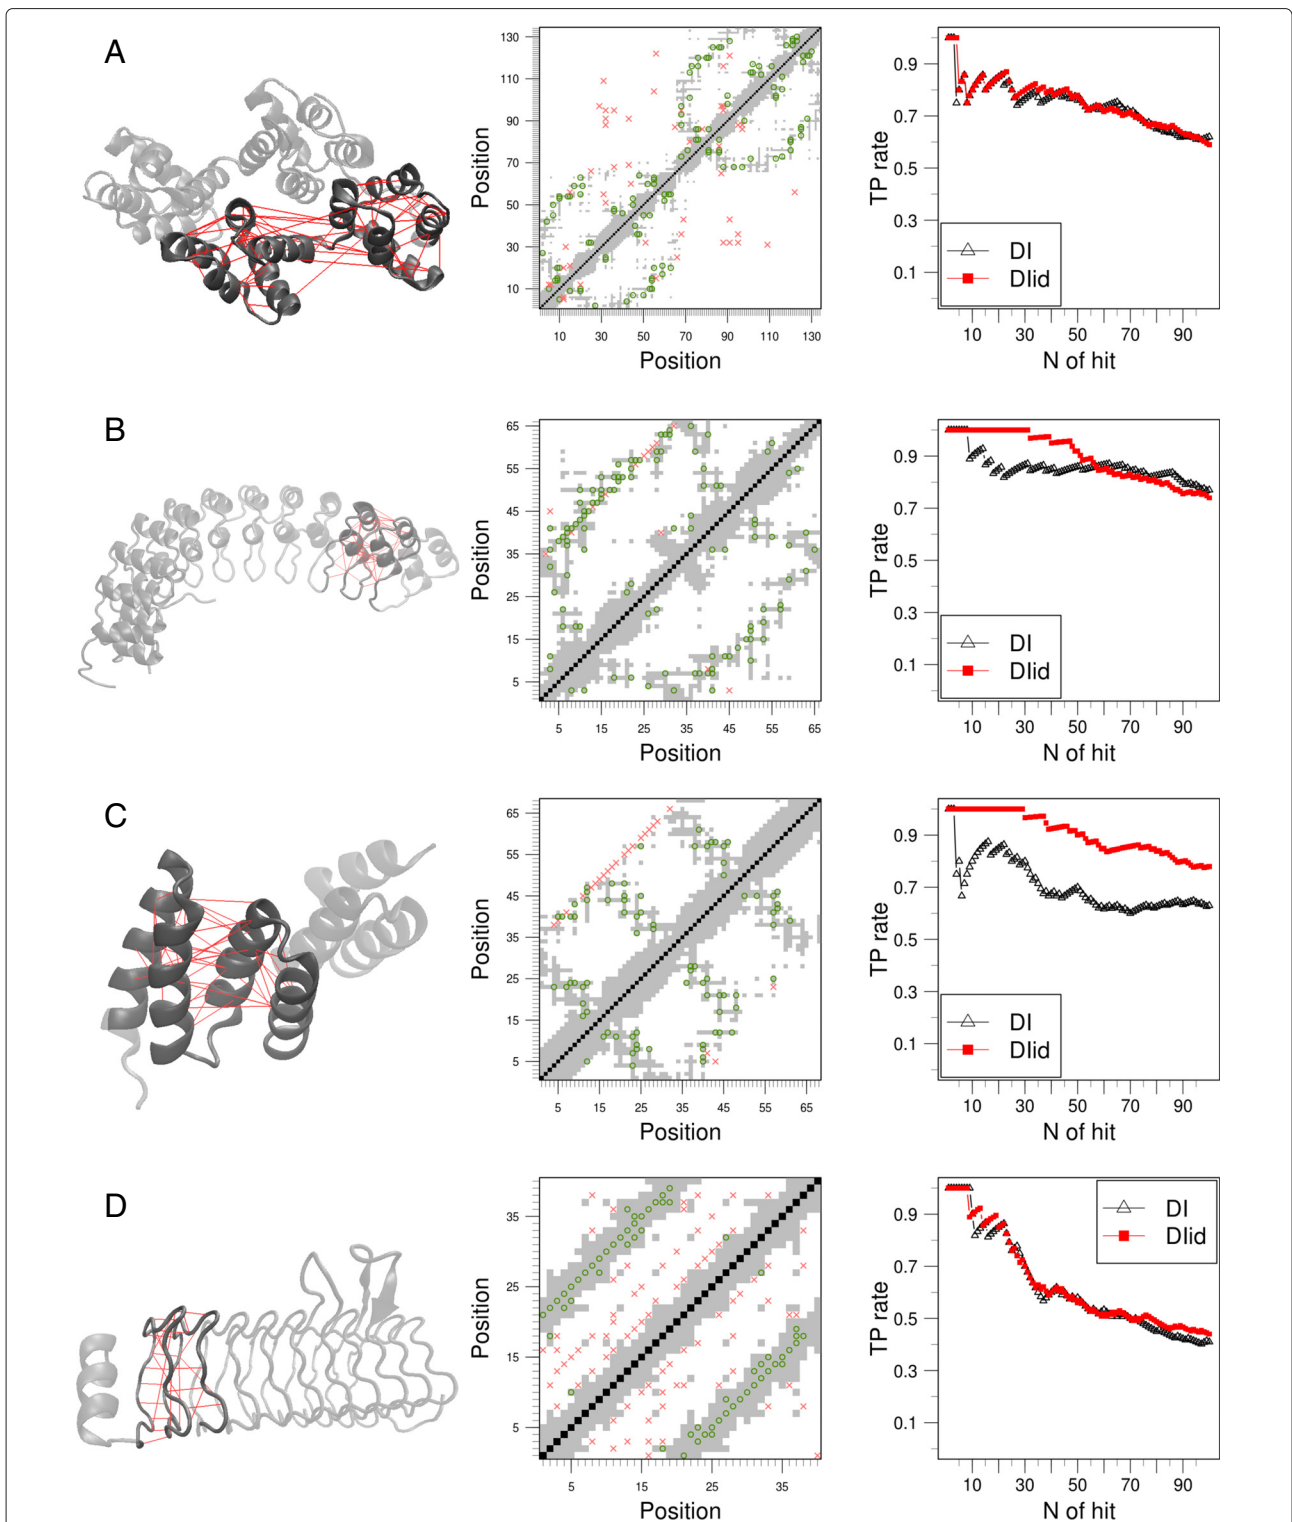 A
130
110
90
70
50
30
10
Position
10 30 50 70 90 110 130
Position
0.9
0.7
0.5
0.3
0.1
TP rate
DI
DIid
10 30 50 70 90
N of hit
B
65
55
45
35
25
15
5
Position
5 15 25 35 45 55 65
Position
0.9
0.7
0.5
0.3
0.1
TP rate
DI
DIid
10 30 50 70 90
N of hit
C
65
55
45
35
25
15
5
Position
5 15 25 35 45 55 65
Position
0.9
0.7
0.5
0.3
0.1
TP rate
DI
DIid
10 30 50 70 90
N of hit
D
35
25
15
5
Position
5 15 25 35
Position
0.9
0.7
0.5
0.3
0.1
TP rate
DI
DIid
10 30 50 70 90
N of hit